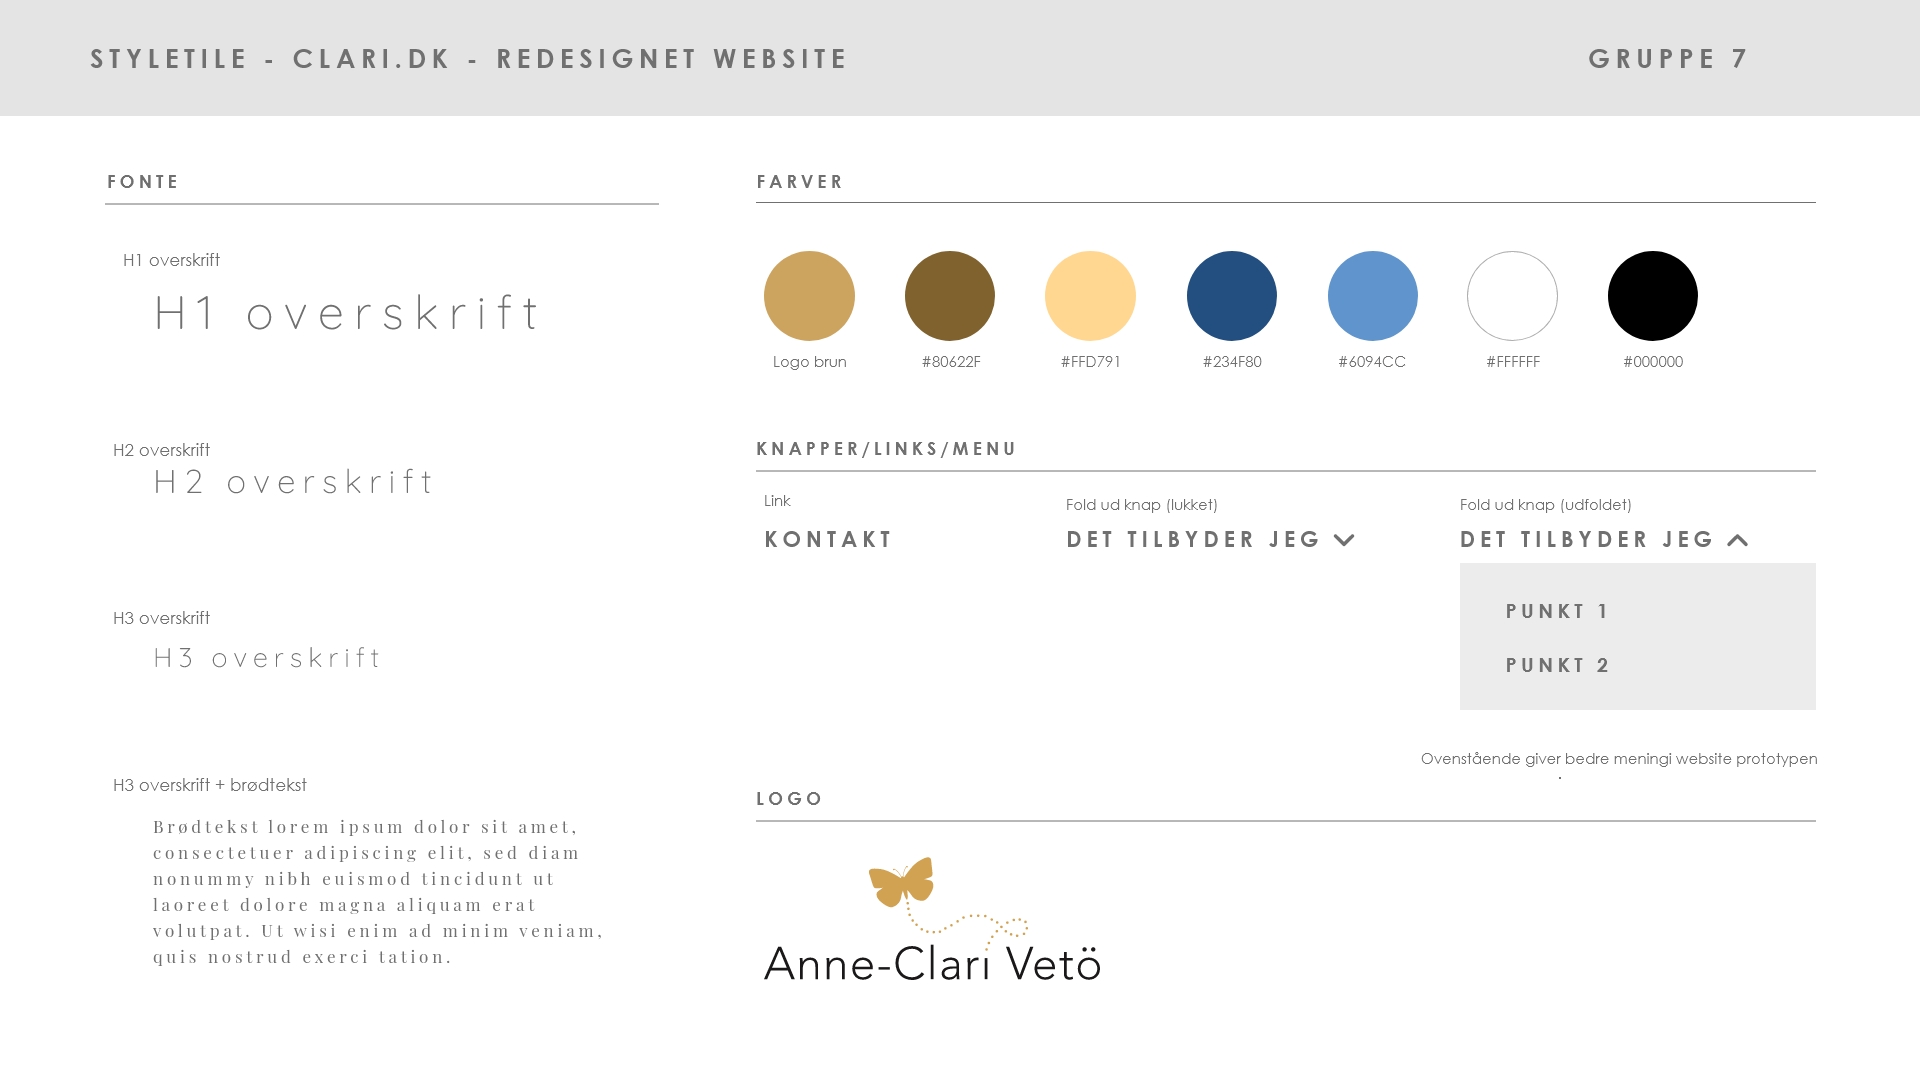 STYLETILE - CLARI.DK - REDESIGNET WEBSITE
GRUPPE 7
FONTE
H1 overskrift
H1 overskrift
H2 overskrift
H2 overskrift
H3 overskrift
H3 overskrift
H3 overskrift + brødtekst
Brødtekst lorem ipsum dolor sit amet,
consectetuer adipiscing elit, sed diam
nonummy nibh euismod tincidunt ut
laoreet dolore magna aliquam erat
volutpat. Ut wisi enim ad minim veniam,
quis nostrud exerci tation.
FARVER
Logo brun
#80622F
#FFD791
#234F80
#6094CC
#FFFFFF
#000000
KNAPPER/LINKS/MENU
Link
KONTAKT
Fold ud knap (lukket)
DET TILBYDER JEG
Fold ud knap (udfoldet)
DET TILBYDER JEG
PUNKT 1
PUNKT 2
Ovenstående giver bedre meningi website prototypen
.
LOGO
Anne-Clari Vetö